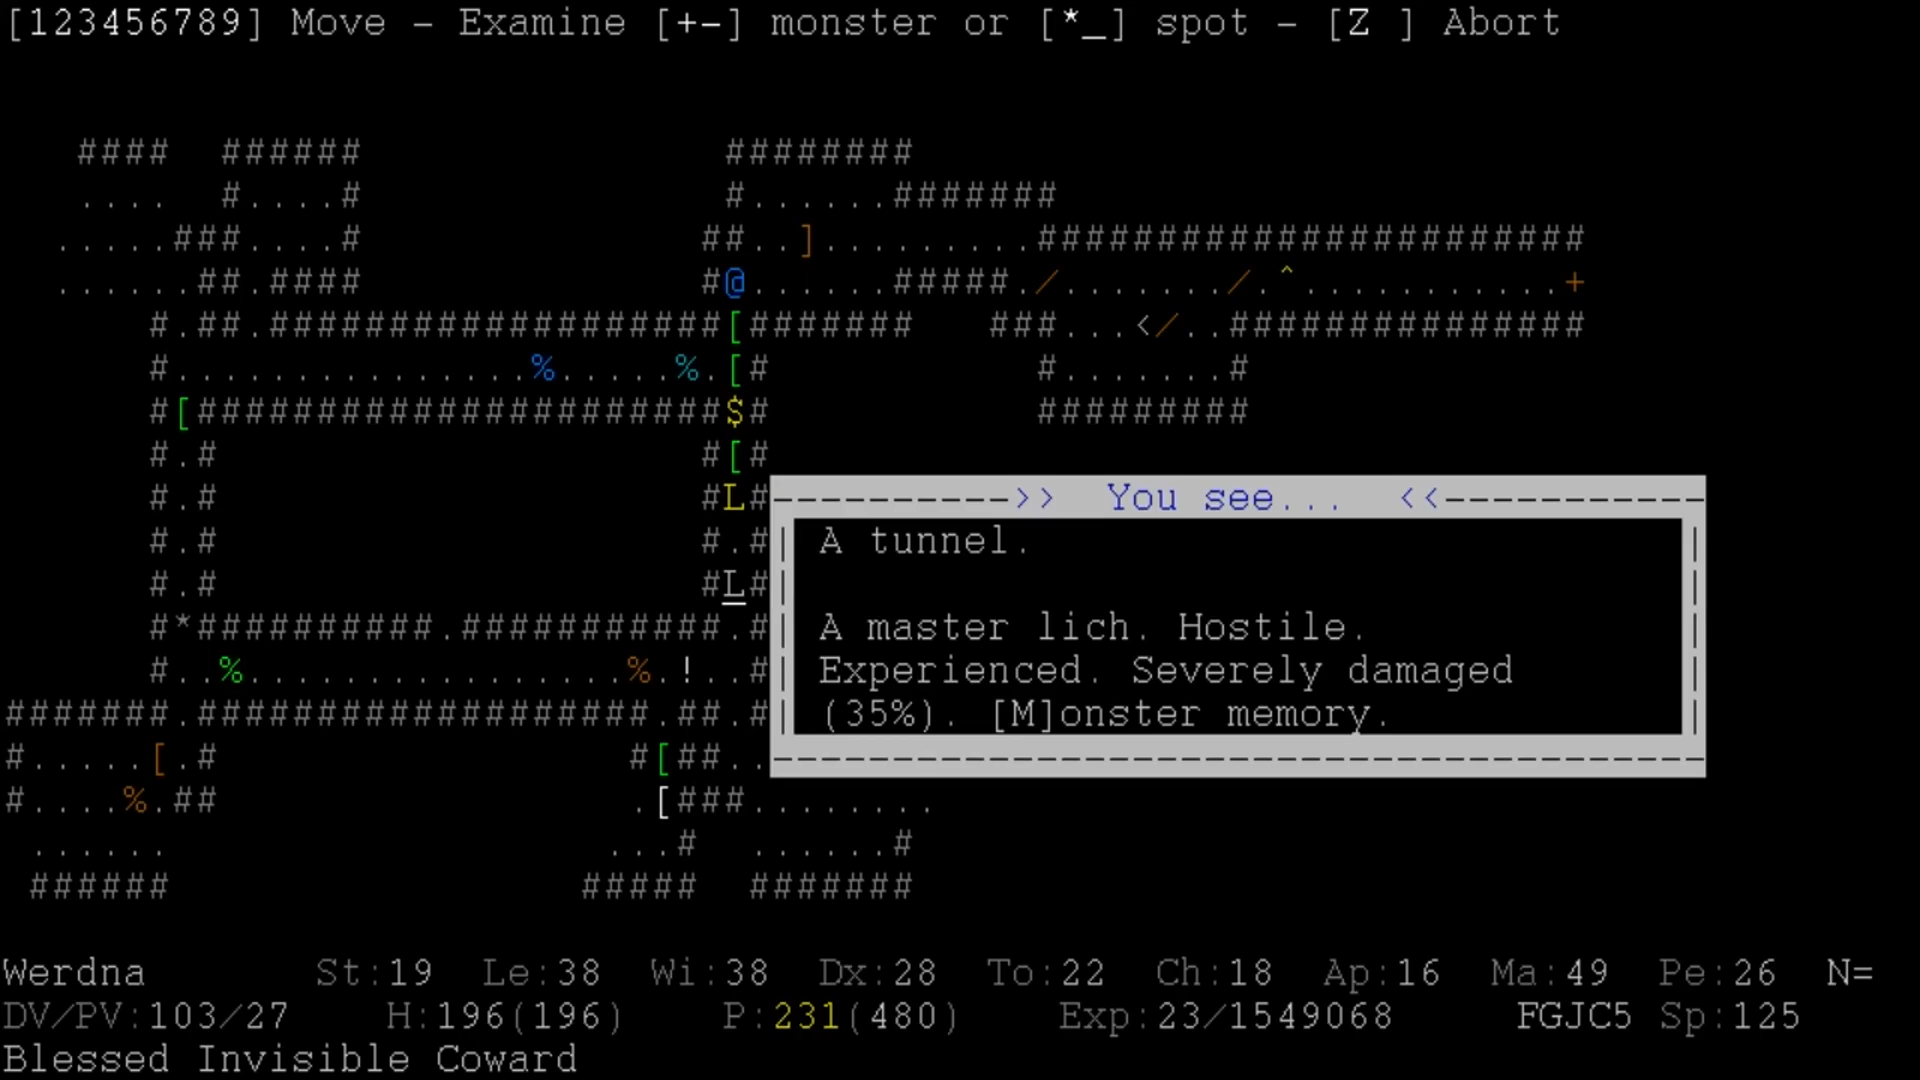 [123456789] Move - Examine [+-] monster or [*_] spot - [Z ] Abort
####  ######               ########
....  #....#               #......#######
.....###....#              ##..].........#######################
......##.####              #@......#####./......./.^...........+
#.##.###################[#######   ###...</..###############
#..............%.....%.[#           #.......#
#[######################$#           #########
#.#                    #[#
#.#                    #L#----------->> You see... <<-----------
#.#                    #.#| A tunnel. |
#.#                    #L#|
#*##########.###########.#| A master lich. Hostile. |
#..%................%.!..#| Experienced. Severely damaged |
#######.###################.##.#| (35%). [M]onster memory. |
#.....[.#                 #[##..-----------------------------------
#....%.##                 .[###........
......                   ...#  ......#
######                  #####  #######
Werdna St:19 Le:38 Wi:38 Dx:28 To:22 Ch:18 Ap:16 Ma:49 Pe:26 N=
DV/PV:103/27 H:196(196) P:231(480) Exp:23/1549068 FGJC5 Sp:125
Blessed Invisible Coward